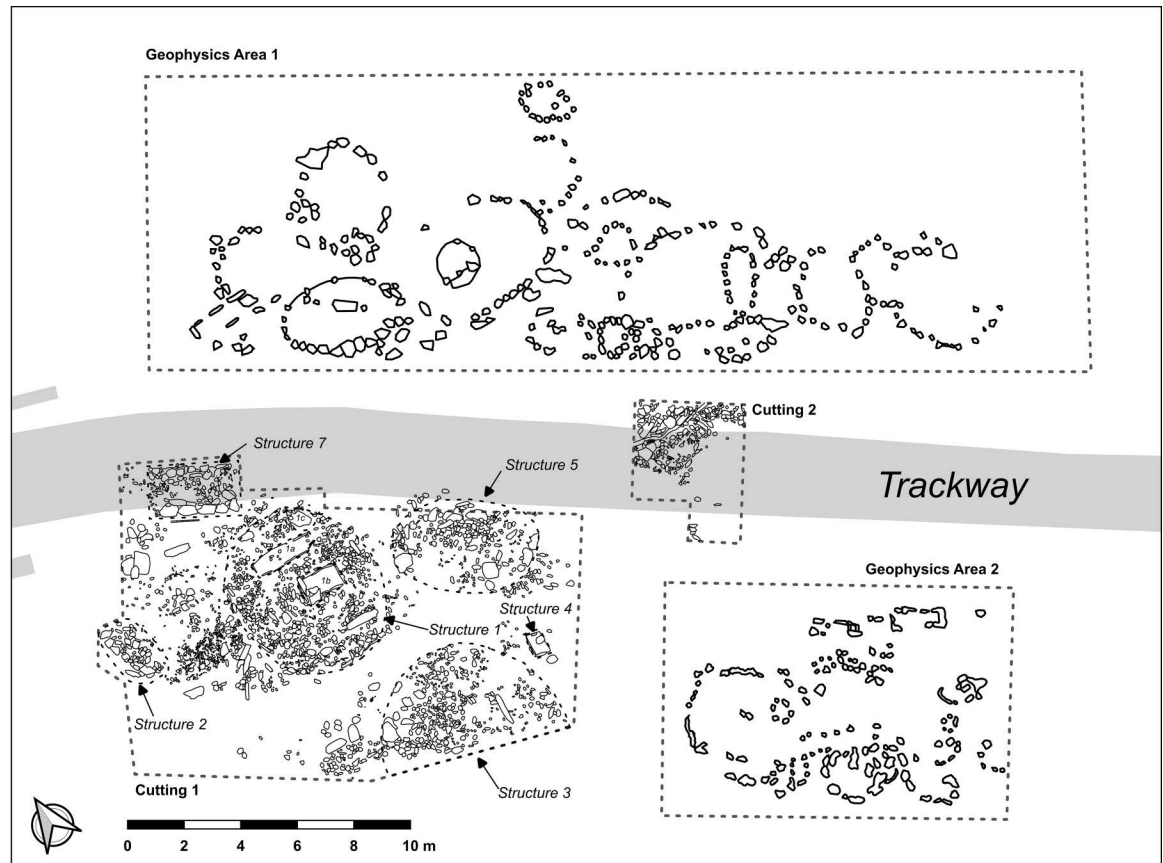 Geophysics Area 1
Structure 7
Cutting 2
Structure 5
Trackway
1c
1a
1b
Geophysics Area 2
Structure 4
Structure 1
Structure 2
Structure 3
Cutting 1
0 2 4 6 8 10 m